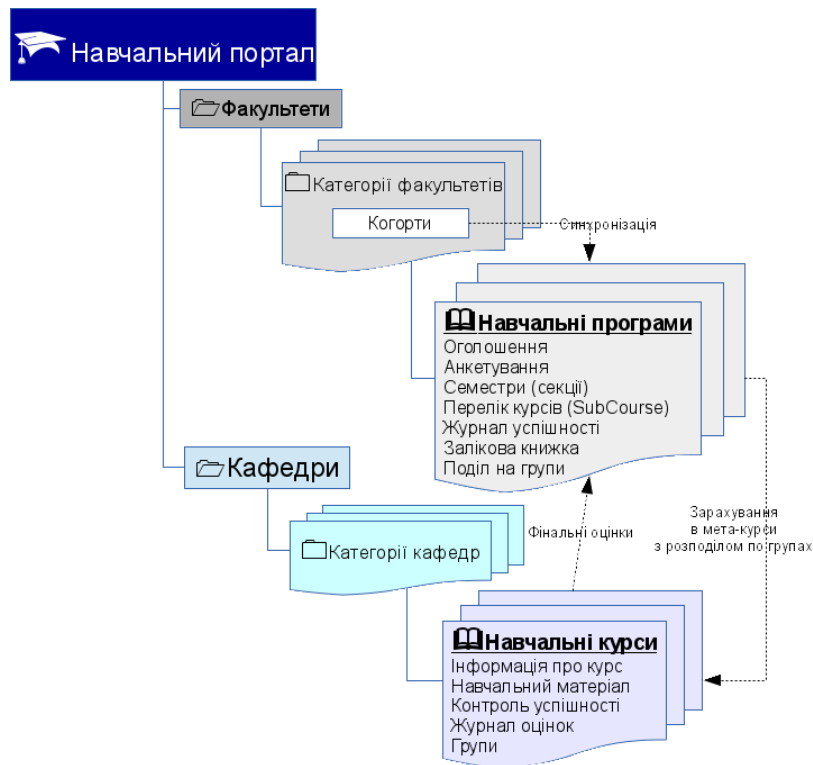 Навчальний портал
Факультети
Категорії факультетів
Когорти
Синхронізація
Навчальні програми
Оголошення
Анкетування
Семестри (секції)
Перелік курсів (SubCourse)
Журнал успішності
Залікова книжка
Поділ на групи
Кафедри
Категорії кафедр
Фінальні оцінки
Зарахування
в мета-курси
з розподілом по групах
Навчальні курси
Інформація про курс
Навчальний матеріал
Контроль успішності
Журнал оцінок
Групи